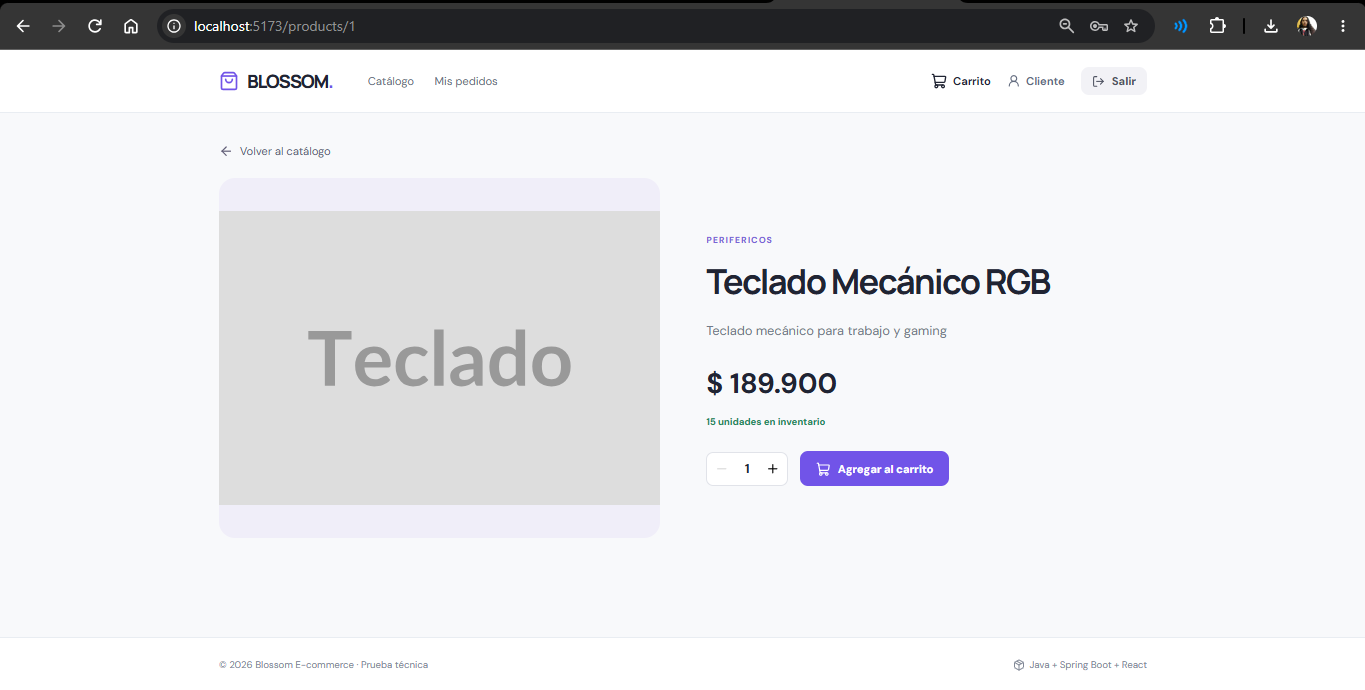 localhost:5173/products/1
BLOSSOM.
Catálogo
Mis pedidos
Carrito
Cliente
Salir
Volver al catálogo
Teclado
PERIFERICOS
Teclado Mecánico RGB
Teclado mecánico para trabajo y gaming
$ 189.900
15 unidades en inventario
1
Agregar al carrito
© 2026 Blossom E-commerce · Prueba técnica
Java + Spring Boot + React